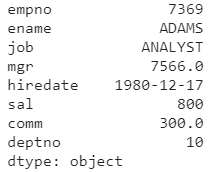 empno 7369
ename ADAMS
job ANALYST
mgr 7566.0
hiredate 1980-12-17
sal 800
comm 300.0
deptno 10
dtype: object